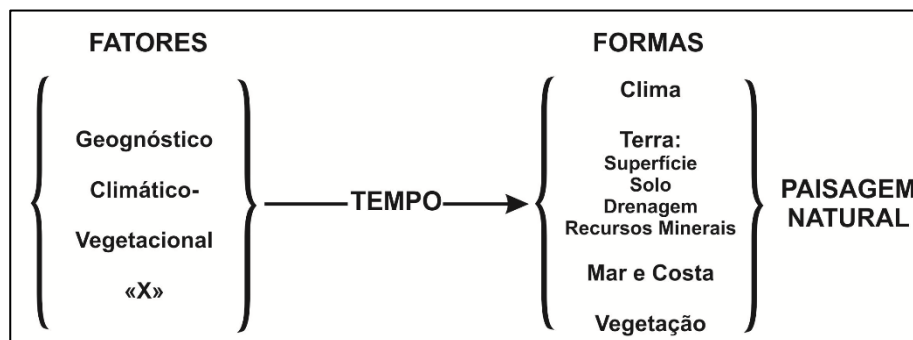 FATORES
Geognóstico
Climático-
Vegetacional
«X»
TEMPO
FORMAS
Clima
Terra:
Superfície
Solo
Drenagem
Recursos Minerais
Mar e Costa
Vegetação
PAISAGEM
NATURAL